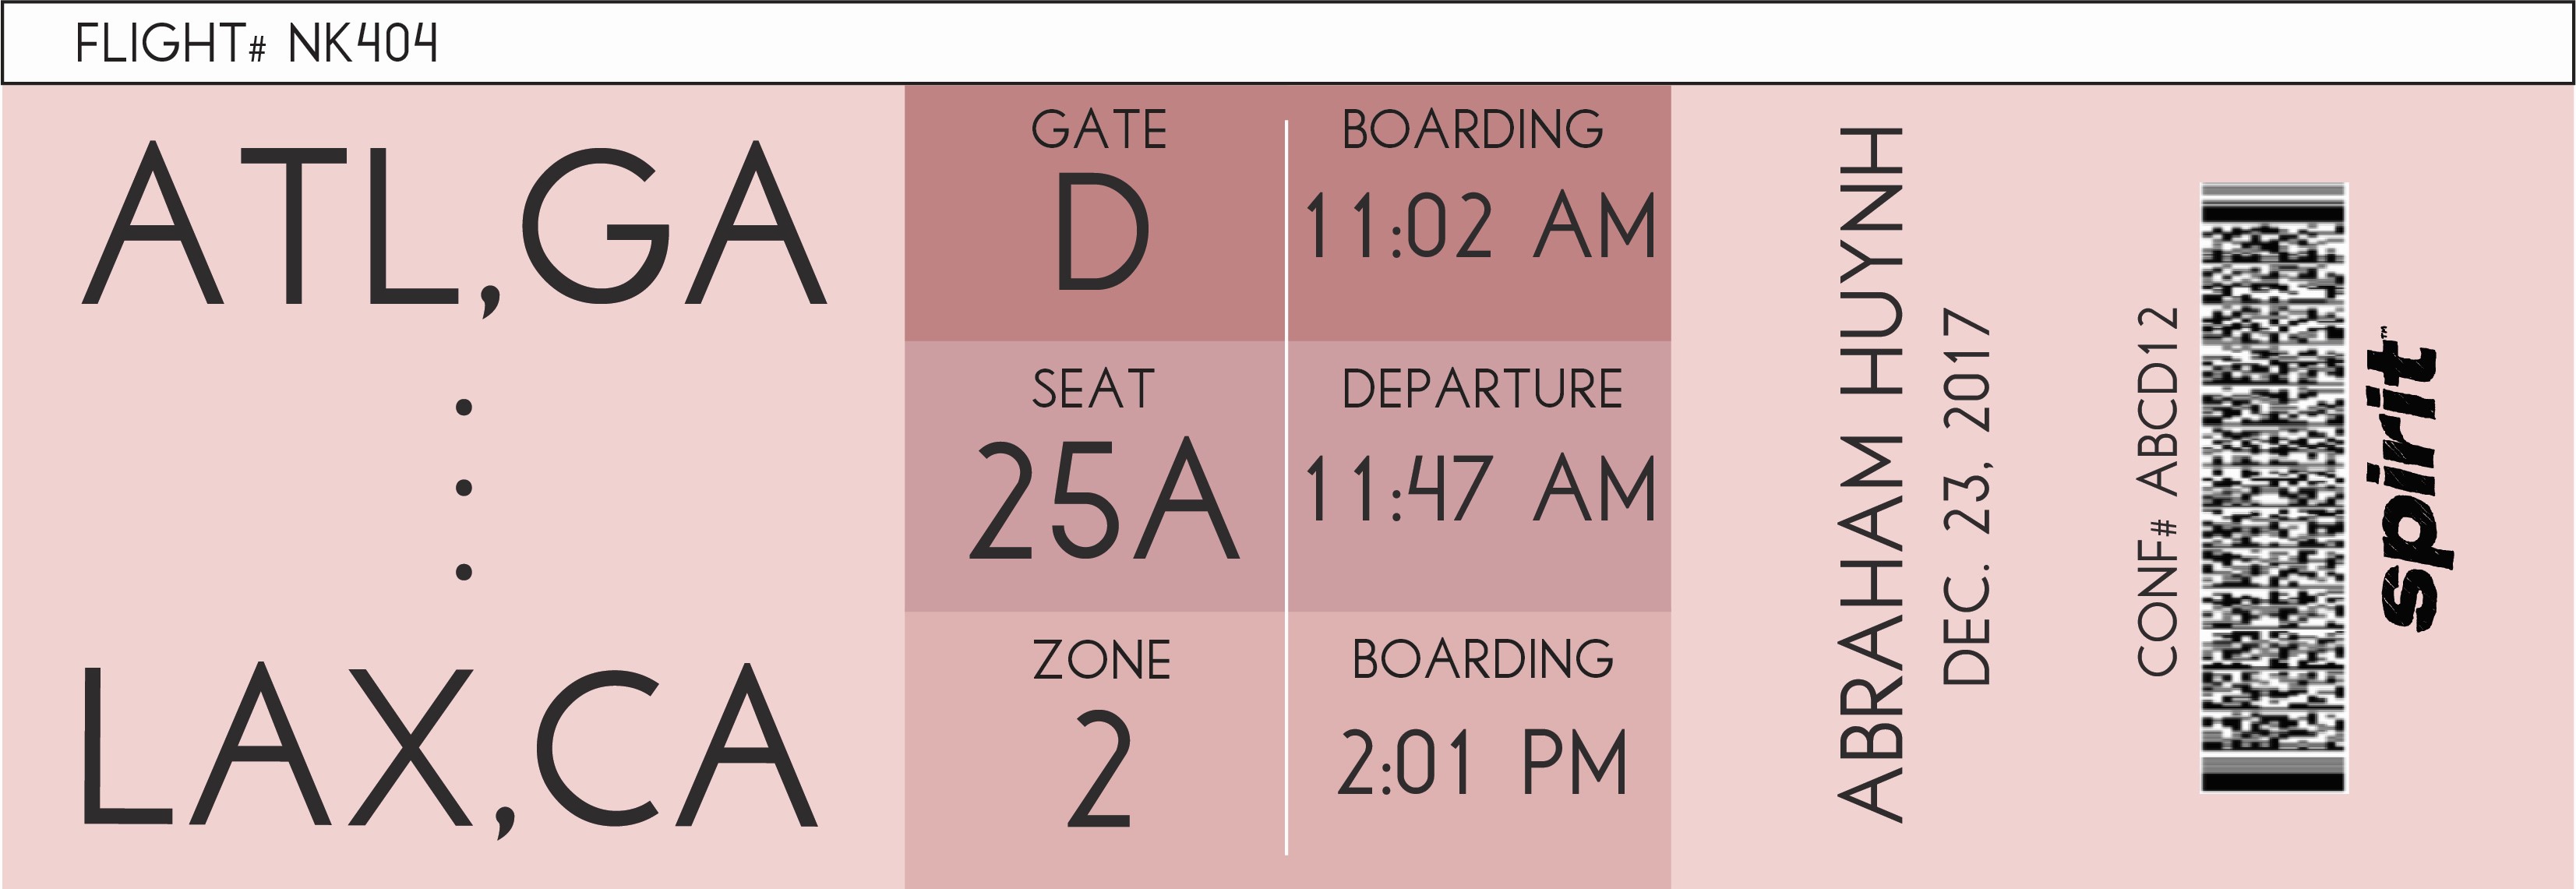 FLIGHT# NK404
ATL,GA
LAX,CA
GATE
D
BOARDING
11:02 AM
SEAT
25A
DEPARTURE
11:47 AM
ZONE
2
BOARDING
2:01 PM
ABRAHAM HUYNH
DEC. 23, 2017
CONF# ABCD12
spirit™